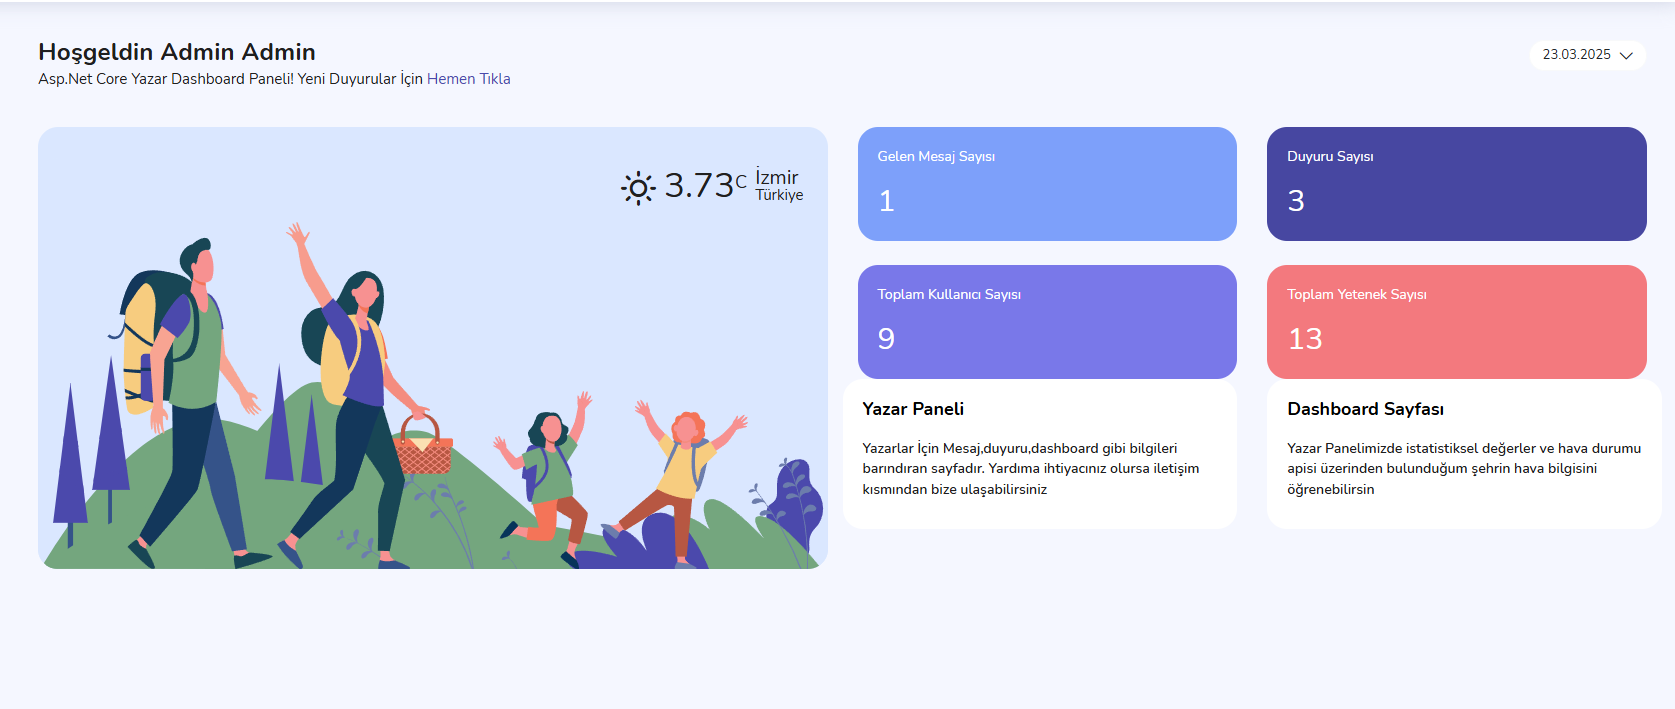 Hoşgeldin Admin Admin
Asp.Net Core Yazar Dashboard Paneli! Yeni Duyurular İçin Hemen Tıkla
23.03.2025
3.73C
İzmir
Türkiye
Gelen Mesaj Sayısı
1
Duyuru Sayısı
3
Toplam Kullanıcı Sayısı
9
Toplam Yetenek Sayısı
13
Yazar Paneli
Yazarlar İçin Mesaj,duyuru,dashboard gibi bilgileri
barındıran sayfadır. Yardıma ihtiyacınız olursa iletişim
kısmından bize ulaşabilirsiniz
Dashboard Sayfası
Yazar Panelimizde istatistiksel değerler ve hava durumu
apisi üzerinden bulunduğum şehrin hava bilgisini
öğrenebilirsin